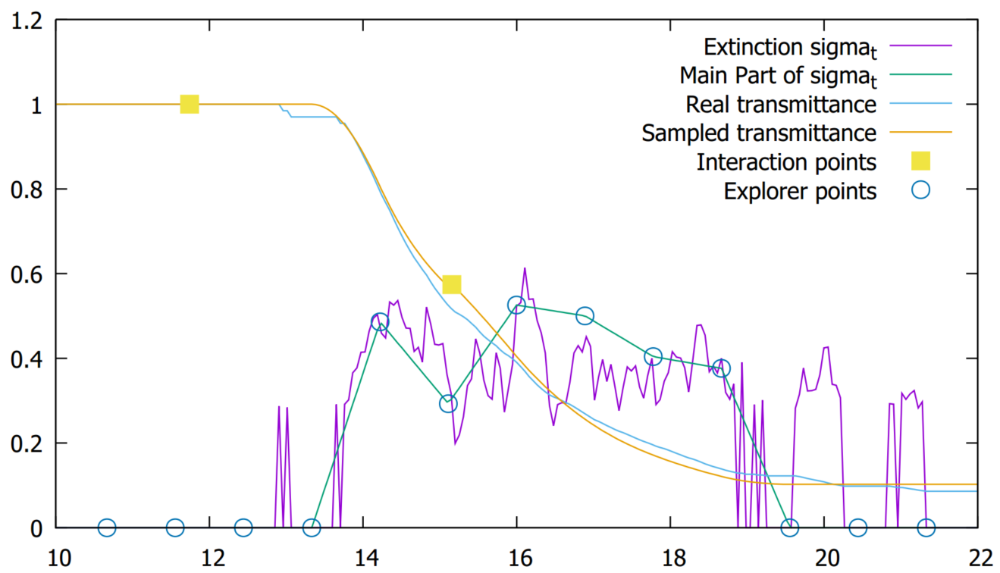 1.2
1
0.8
0.6
0.4
0.2
0
10 12 14 16 18 20 22
Extinction sigmaₜ
Main Part of sigmaₜ
Real transmittance
Sampled transmittance
Interaction points
Explorer points